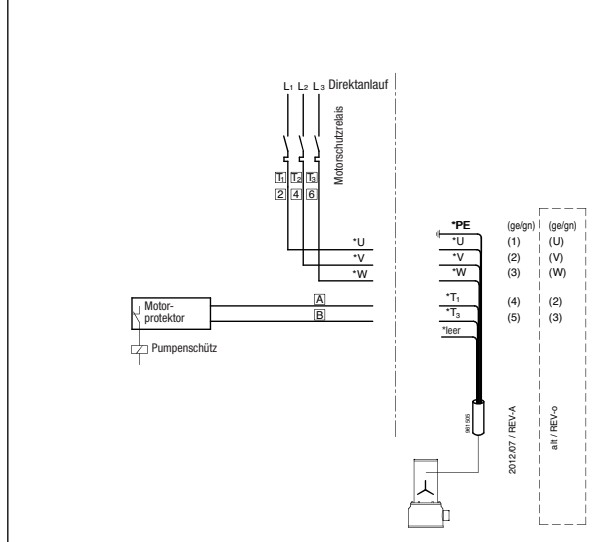 L1 L2 L3 Direktanlauf
Motorschutzrelais
T1 T2 T3
2 4 6
*PE (ge/gn) (ge/gn)
*U *U (1) (U)
*V *V (2) (V)
*W *W (3) (W)
A *T1 (4) (2)
B *T3 (5) (3)
*leer
Motor-
protektor
Pumpenschütz
961505
2012/07 / REV-A
alt / REV-o